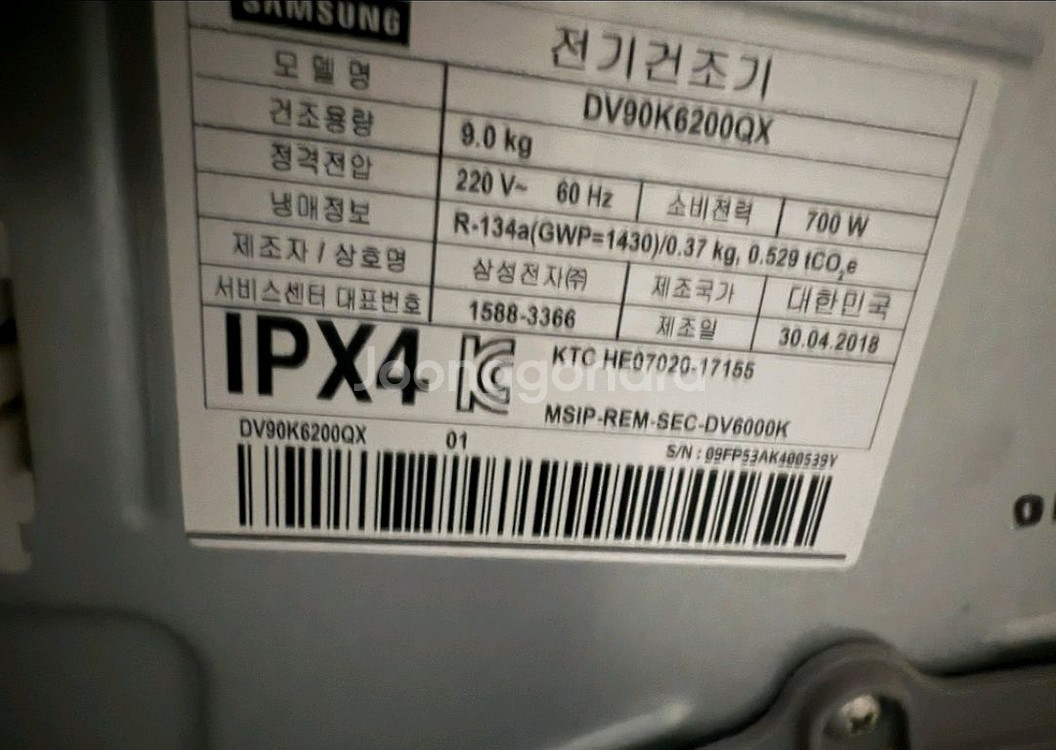 SAMSUNG
전기건조기
모델명 DV90K6200QX
건조용량 9.0 kg
정격전압 220 V~ 60 Hz 소비전력 700 W
냉매정보 R-134a(GWP=1430)/0.37 kg, 0.529 tCO₂e
제조자 / 상호명 삼성전자㈜ 제조국가 대한민국
서비스센터 대표번호 1588-3366 제조일 30.04.2018
IPX4 KTC HE07020-17155
MSIP-REM-SEC-DV6000K
Joonggonara
DV90K6200QX 01 S/N : 09FP53AK400539Y